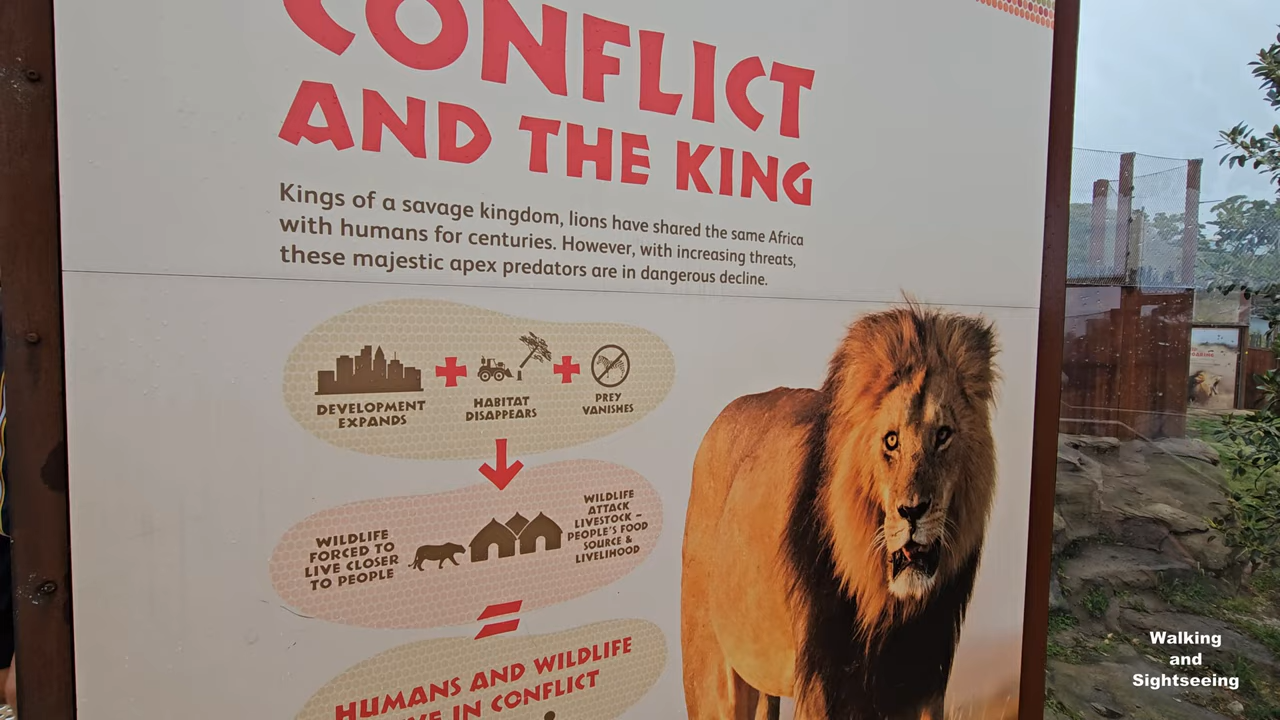 CONFLICT
AND THE KING
Kings of a savage kingdom, lions have shared the same Africa
with humans for centuries. However, with increasing threats,
these majestic apex predators are in dangerous decline.
DEVELOPMENT
EXPANDS
HABITAT
DISAPPEARS
PREY
VANISHES
WILDLIFE
FORCED TO
LIVE CLOSER
TO PEOPLE
WILDLIFE
ATTACK
LIVESTOCK –
PEOPLE'S FOOD
SOURCE &
LIVELIHOOD
HUMANS AND WILDLIFE
IN CONFLICT
Walking
and
Sightseeing